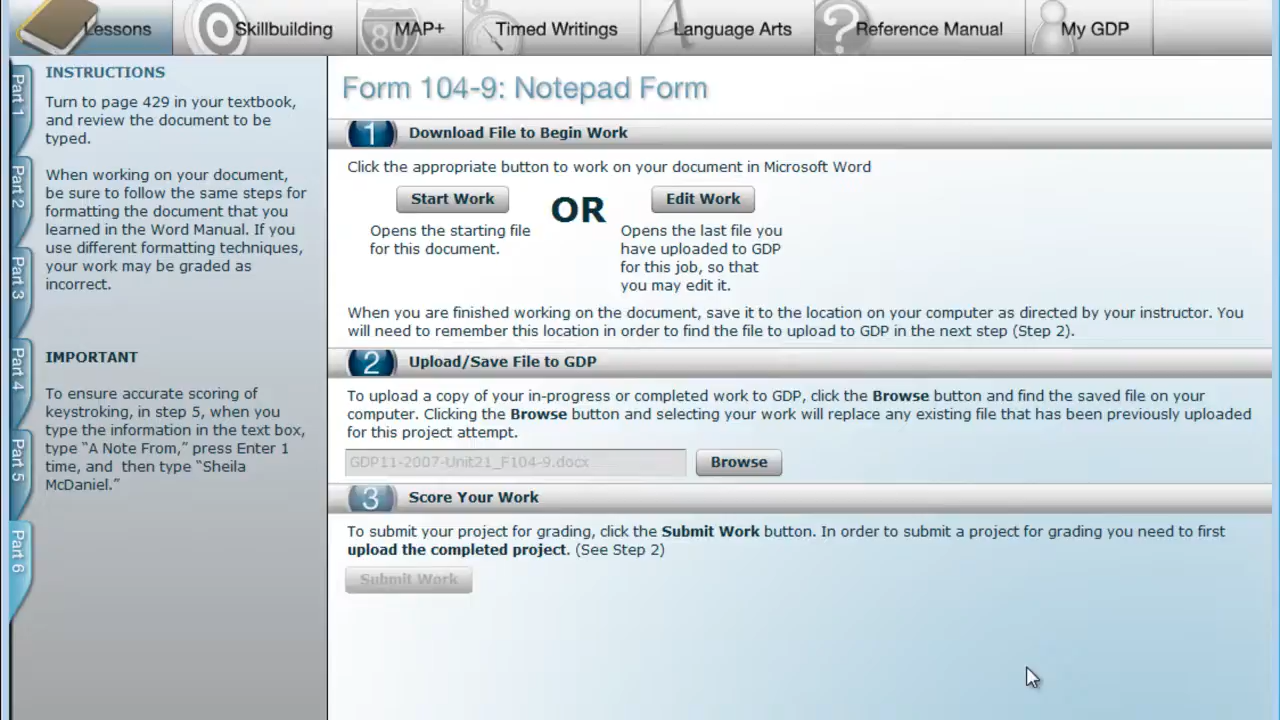 Lessons
Skillbuilding
MAP+
Timed Writings
Language Arts
Reference Manual
My GDP
80
Part 1
Part 2
Part 3
Part 4
Part 5
Part 6
INSTRUCTIONS
Turn to page 429 in your textbook,
and review the document to be
typed.
When working on your document,
be sure to follow the same steps for
formatting the document that you
learned in the Word Manual. If you
use different formatting techniques,
your work may be graded as
incorrect.
IMPORTANT
To ensure accurate scoring of
keystroking, in step 5, when you
type the information in the text box,
type “A Note From,” press Enter 1
time, and then type “Sheila
McDaniel.”
Form 104-9: Notepad Form
1 Download File to Begin Work
Click the appropriate button to work on your document in Microsoft Word
Start Work
Opens the starting file
for this document.
OR
Edit Work
Opens the last file you
have uploaded to GDP
for this job, so that
you may edit it.
When you are finished working on the document, save it to the location on your computer as directed by your instructor. You
will need to remember this location in order to find the file to upload to GDP in the next step (Step 2).
2 Upload/Save File to GDP
To upload a copy of your in-progress or completed work to GDP, click the Browse button and find the saved file on your
computer. Clicking the Browse button and selecting your work will replace any existing file that has been previously uploaded
for this project attempt.
GDP11-2007-Unit21_F104-9.docx
Browse
3 Score Your Work
To submit your project for grading, click the Submit Work button. In order to submit a project for grading you need to first
upload the completed project. (See Step 2)
Submit Work